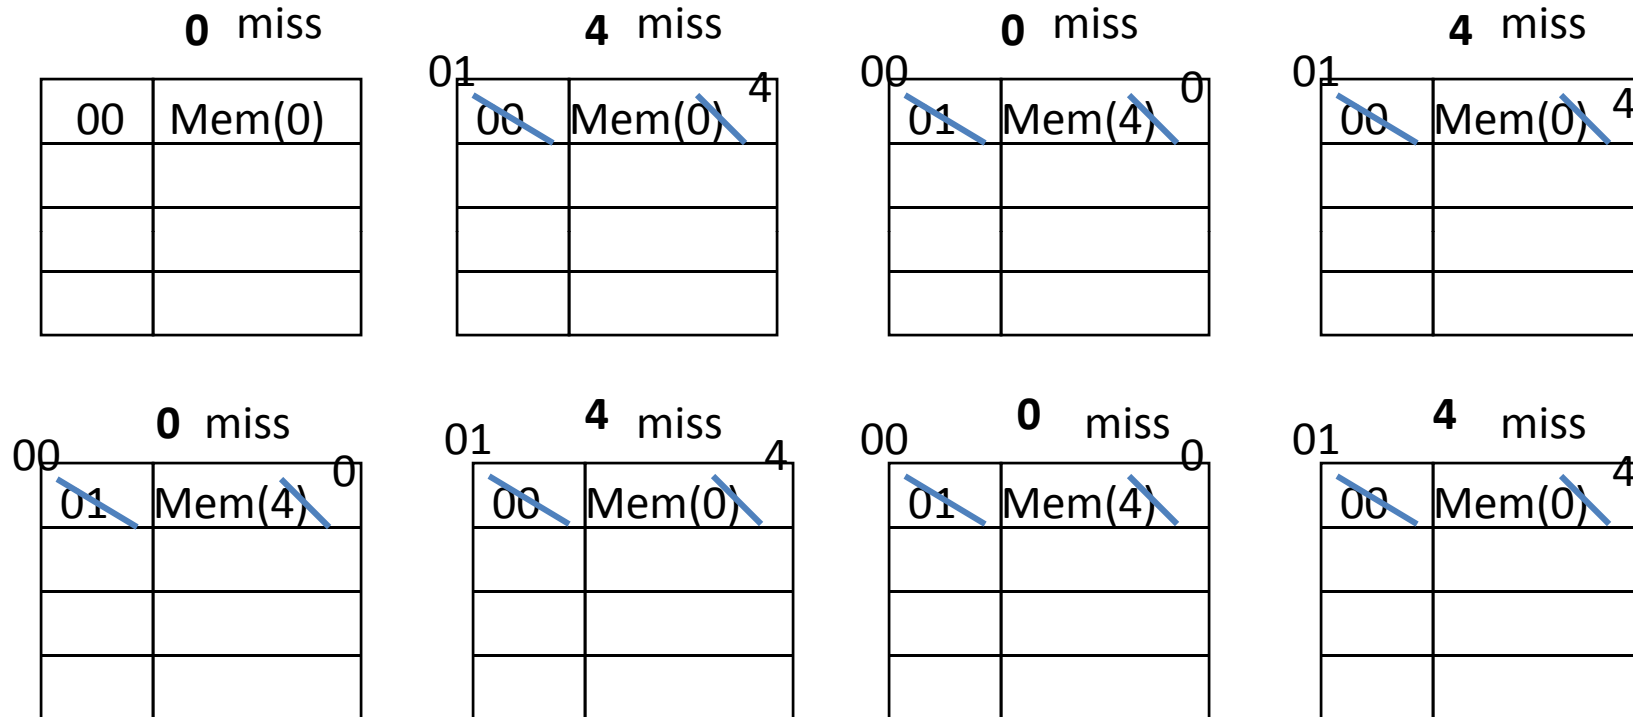 0 miss 4 miss 0 miss 4 miss
01 4 00 0 01 4
00 Mem(0) 00 Mem(0) 01 Mem(4) 00 Mem(0)
0 miss 4 miss 0 miss 4 miss
00 0 01 4 00 0 01 4
01 Mem(4) 00 Mem(0) 01 Mem(4) 00 Mem(0)